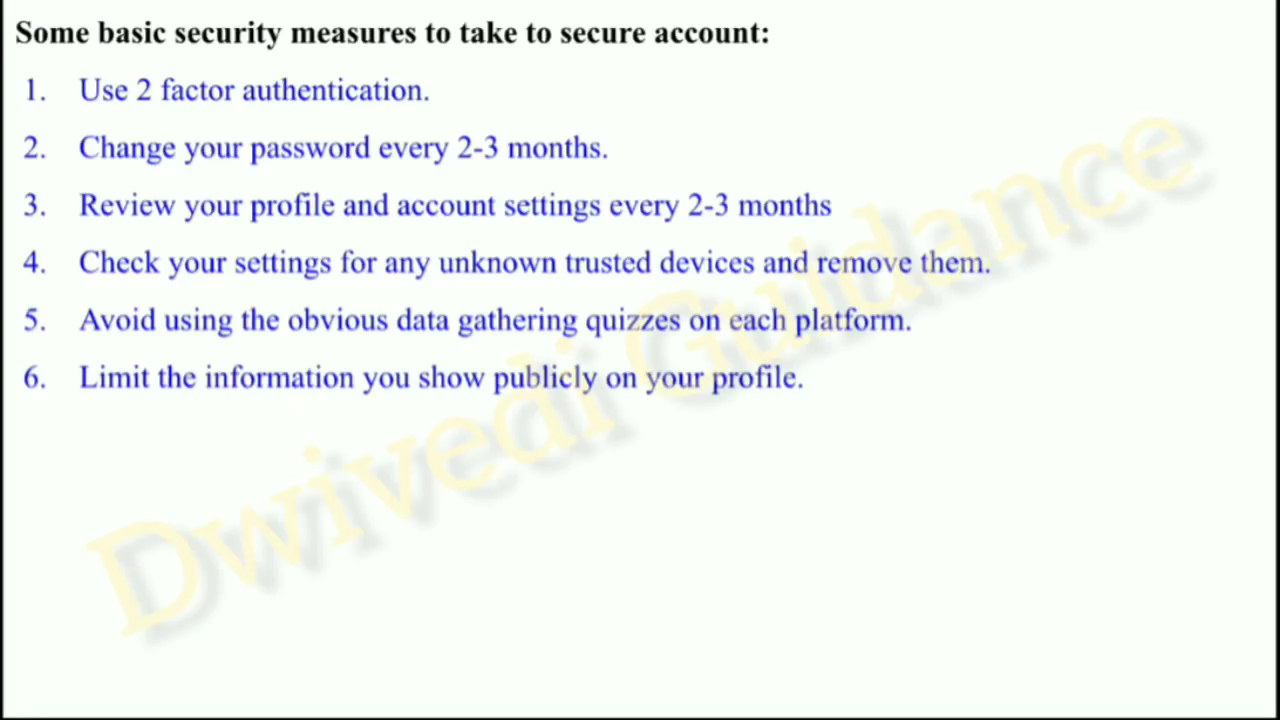 Some basic security measures to take to secure account:
1. Use 2 factor authentication.
2. Change your password every 2-3 months.
3. Review your profile and account settings every 2-3 months
4. Check your settings for any unknown trusted devices and remove them.
5. Avoid using the obvious data gathering quizzes on each platform.
6. Limit the information you show publicly on your profile.
Dwivedi Guidance